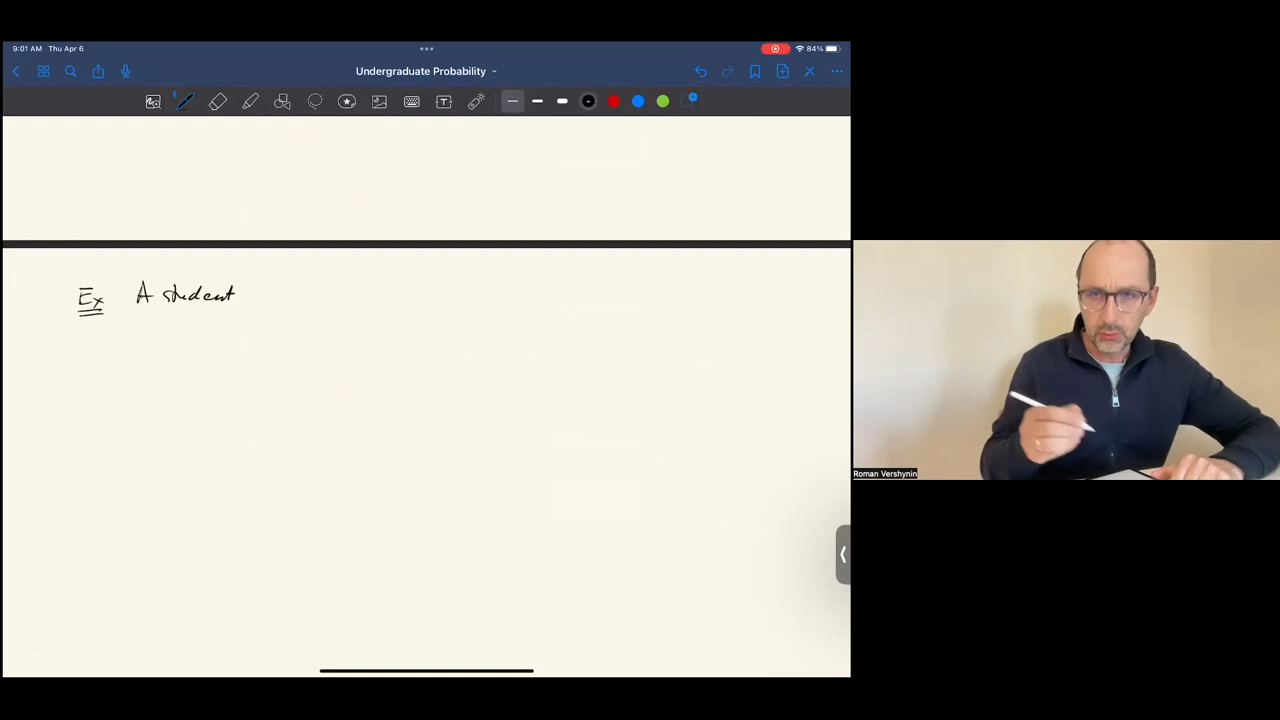 9:01 AM Thu Apr 6
84%
Undergraduate Probability
T
Ex A student
Roman Vershynin